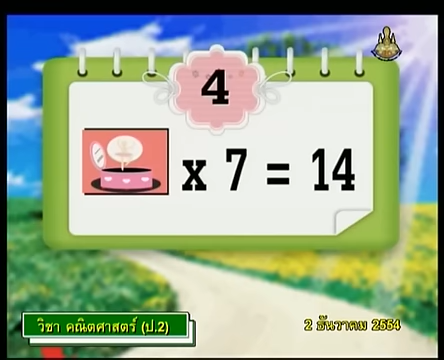 4
x 7 = 14
วิชา คณิตศาสตร์ (ป.2)
2 ธันวาคม 2554